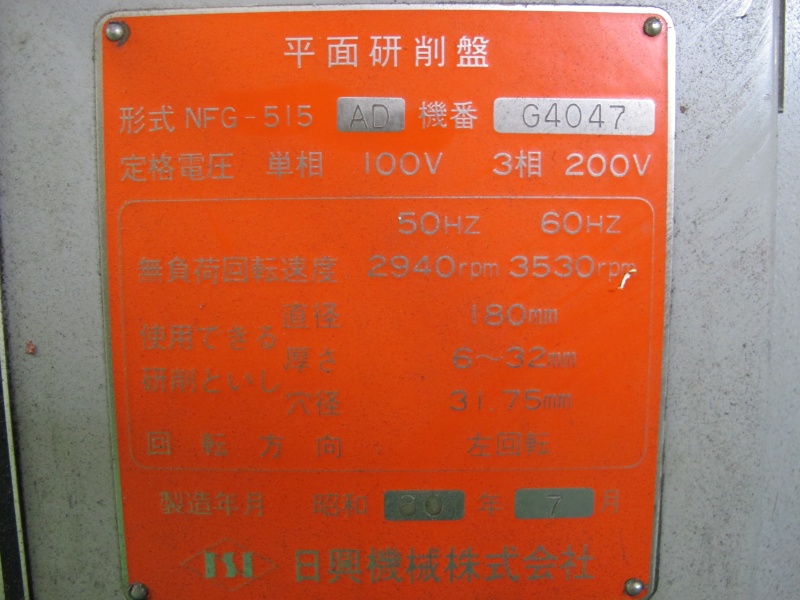 平面研削盤
形式 NFG-515 AD 機番 G4047
定格電圧 単相 100V 3相 200V
50HZ 60HZ
無負荷回転速度 2940rpm 3530rpm
使用できる研削といし 直径 180mm
厚さ 6〜32mm
穴径 31.75mm
回転方向 左回転
製造年月 昭和 年 7 月
日興機械株式会社